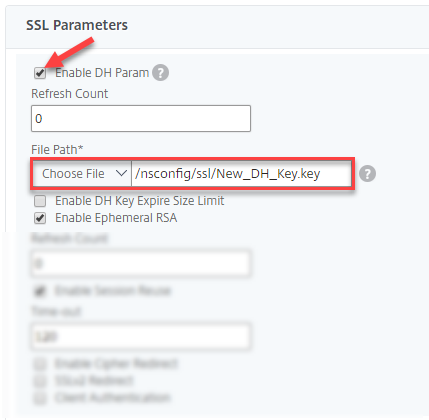 SSL Parameters
Enable DH Param ?
Refresh Count
0
File Path*
Choose File /nsconfig/ssl/New_DH_Key.key ?
Enable DH Key Expire Size Limit
Enable Ephemeral RSA
Refresh Count
0
Enable Session Reuse
Time-out
120
Enable Cipher Redirect
SSLv2 Redirect
Client Authentication